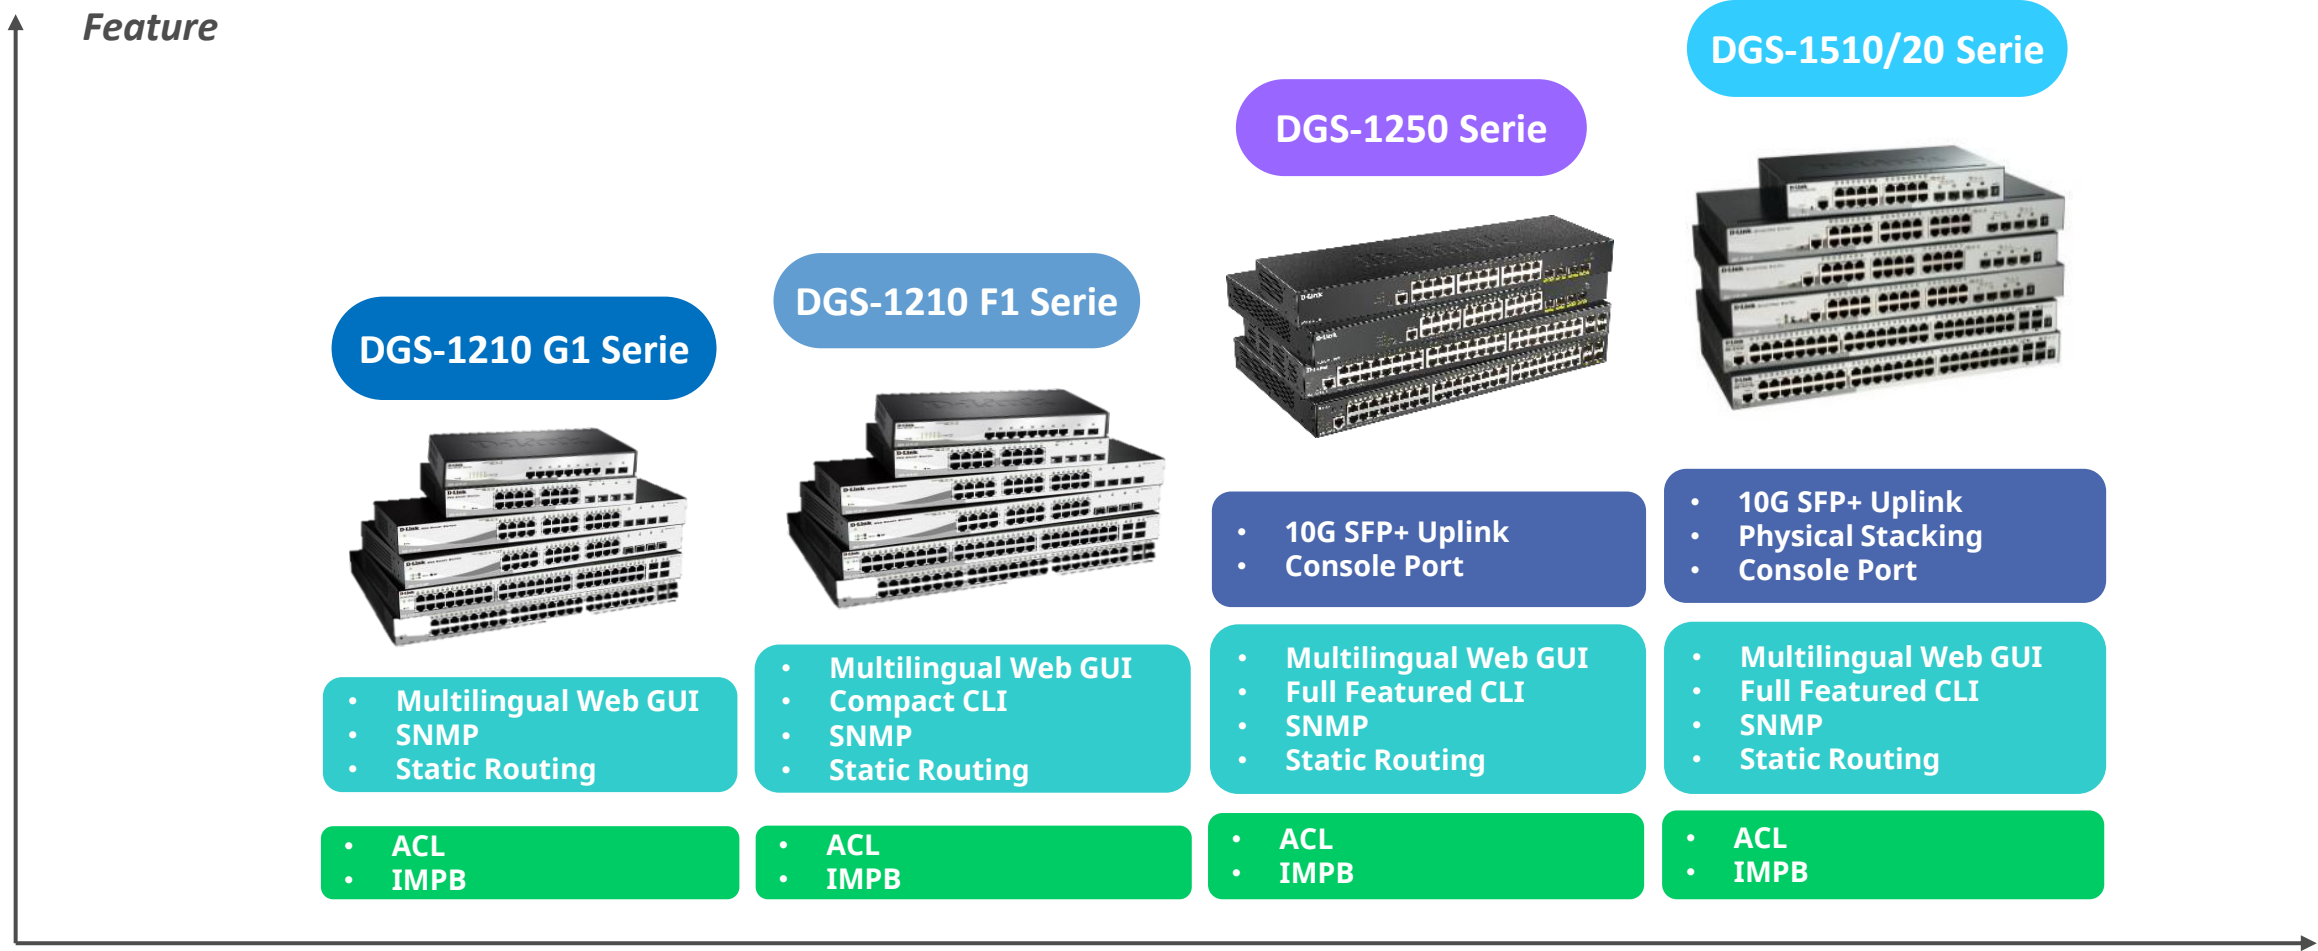 Feature
DGS-1510/20 Serie
DGS-1250 Serie
DGS-1210 F1 Serie
DGS-1210 G1 Serie
• Multilingual Web GUI
• SNMP
• Static Routing
• ACL
• IMPB
• Multilingual Web GUI
• Compact CLI
• SNMP
• Static Routing
• ACL
• IMPB
• 10G SFP+ Uplink
• Console Port
• Multilingual Web GUI
• Full Featured CLI
• SNMP
• Static Routing
• ACL
• IMPB
• 10G SFP+ Uplink
• Physical Stacking
• Console Port
• Multilingual Web GUI
• Full Featured CLI
• SNMP
• Static Routing
• ACL
• IMPB